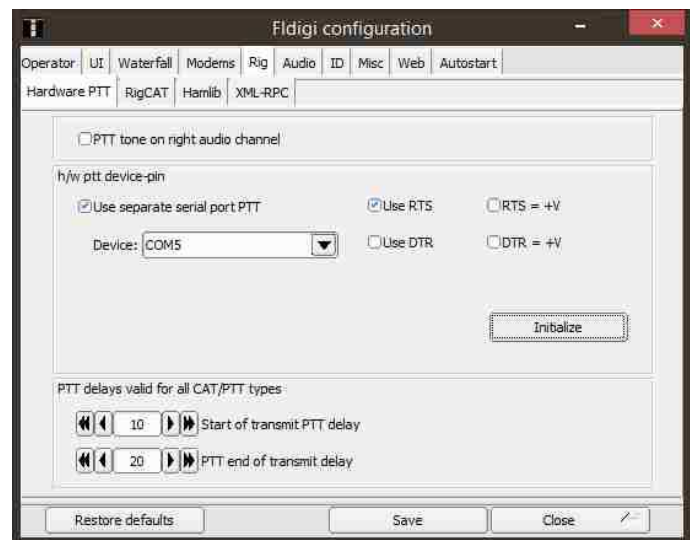 Fldigi configuration
Operator UI Waterfall Modems Rig Audio ID Misc Web Autostart
Hardware PTT RigCAT Hamlib XML-RPC
PTT tone on right audio channel
h/w ptt device-pin
Use separate serial port PTT Use RTS RTS = +V
Device: COM5 Use DTR DTR = +V
Initialize
PTT delays valid for all CAT/PTT types
10 Start of transmit PTT delay
20 PTT end of transmit delay
Restore defaults Save Close